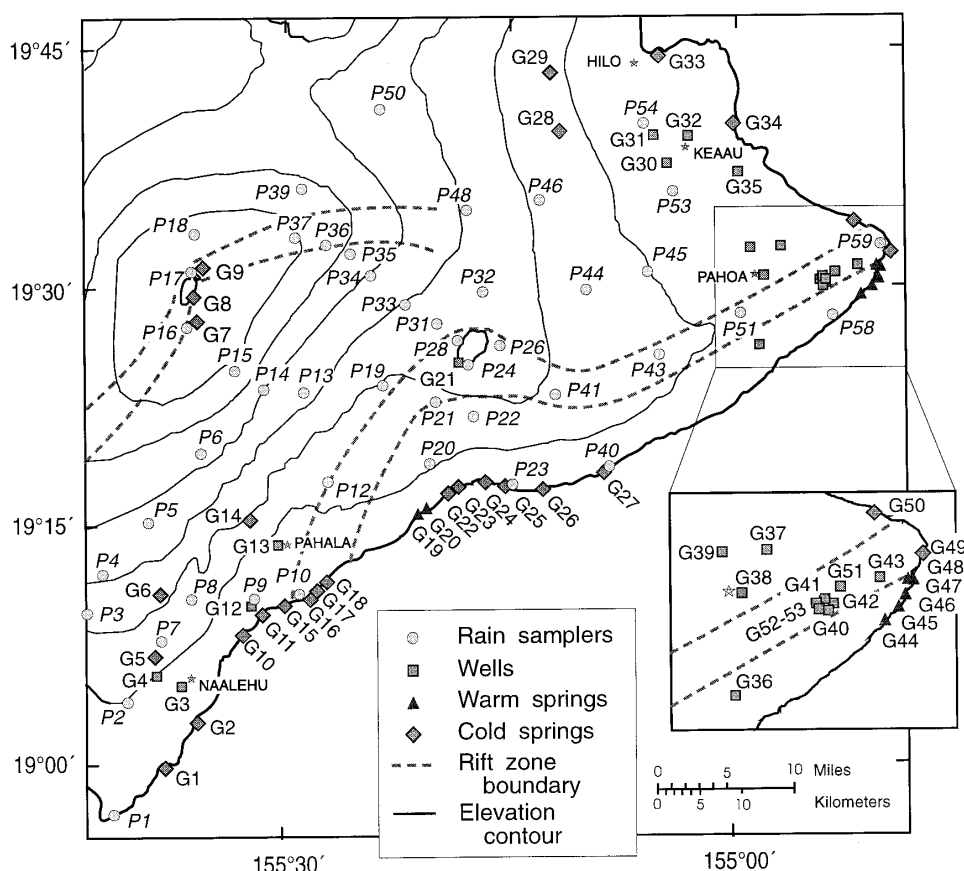 19°45′
19°30′
19°15′
19°00′
155°30′
155°00′
P50
G29
HILO
G33
G28
P54
G32
G31
KEAAU
G30
G34
G35
P39
P48
P46
P53
P18
P37
P36
P35
P45
P59
P17
G9
P34
P32
P44
PAHOA
G8
P33
P16
G7
P31
P51
P58
P28
P26
P15
P14
P13
P19
G21
P24
P41
P43
P21
P22
P6
P20
P40
P12
P23
G27
P5
G14
G26
G25
G24
G23
G22
G20
G19
G13
PAHALA
P4
G6
P8
P9
P10
G18
G12
G17
G16
G15
G11
P3
P7
G10
G5
G4
NAALEHU
G3
P2
G2
G1
P1
G50
G39
G37
G49
G51
G43
G48
G38
G41
G47
G42
G46
G52-53
G40
G45
G44
G36
Rain samplers
Wells
Warm springs
Cold springs
Rift zone
boundary
Elevation
contour
0 5 10 Miles
0 5 10 Kilometers